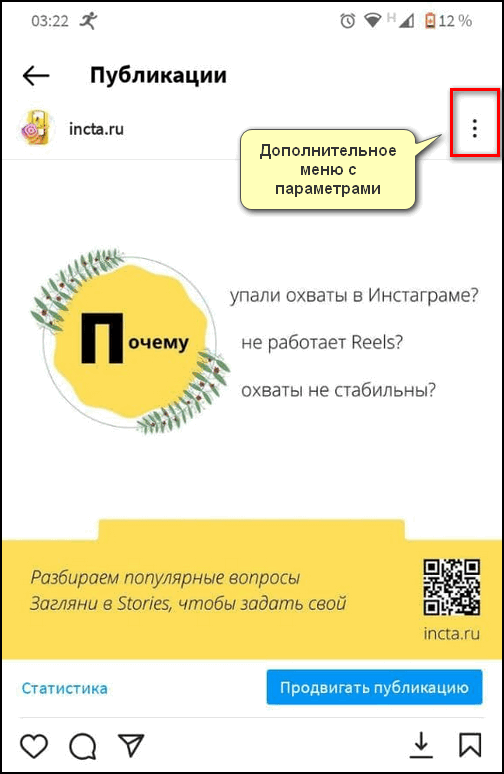 03:22 H 12 %
Публикации
incta.ru
Дополнительное
меню с
параметрами
упали охваты в Инстаграме?
Почему
не работает Reels?
охваты не стабильны?
Разбираем популярные вопросы
Загляни в Stories, чтобы задать свой
incta.ru
Статистика
Продвигать публикацию